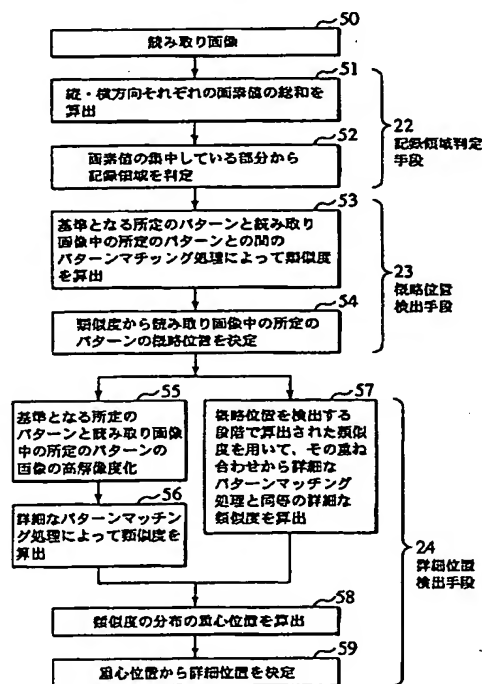 50
読み取り画像
51
縦・横方向それぞれの画素値の総和を
算出
52
画素値の集中している部分から
記録領域を判定
22
記録領域判定
手段
53
基準となる所定のパターンと読み取り
画像中の所定のパターンとの間の
パターンマチッング処理によって類似度
を算出
54
類似度から読み取り画像中の所定の
パターンの概略位置を決定
23
概略位置
検出手段
55
基準となる所定の
パターンと読み取り画像
中の所定のパターンの
画像の高解像度化
56
詳細なパターンマッチン
グ処理によって類似度を
算出
57
概略位置を検出する
段階で算出された類似
度を用いて、その重ね
合わせから詳細な
パターンマッチング
処理と同等の詳細な
類似度を算出
58
類似度の分布の重心位置を算出
59
重心位置から詳細位置を決定
24
詳細位置
検出手段